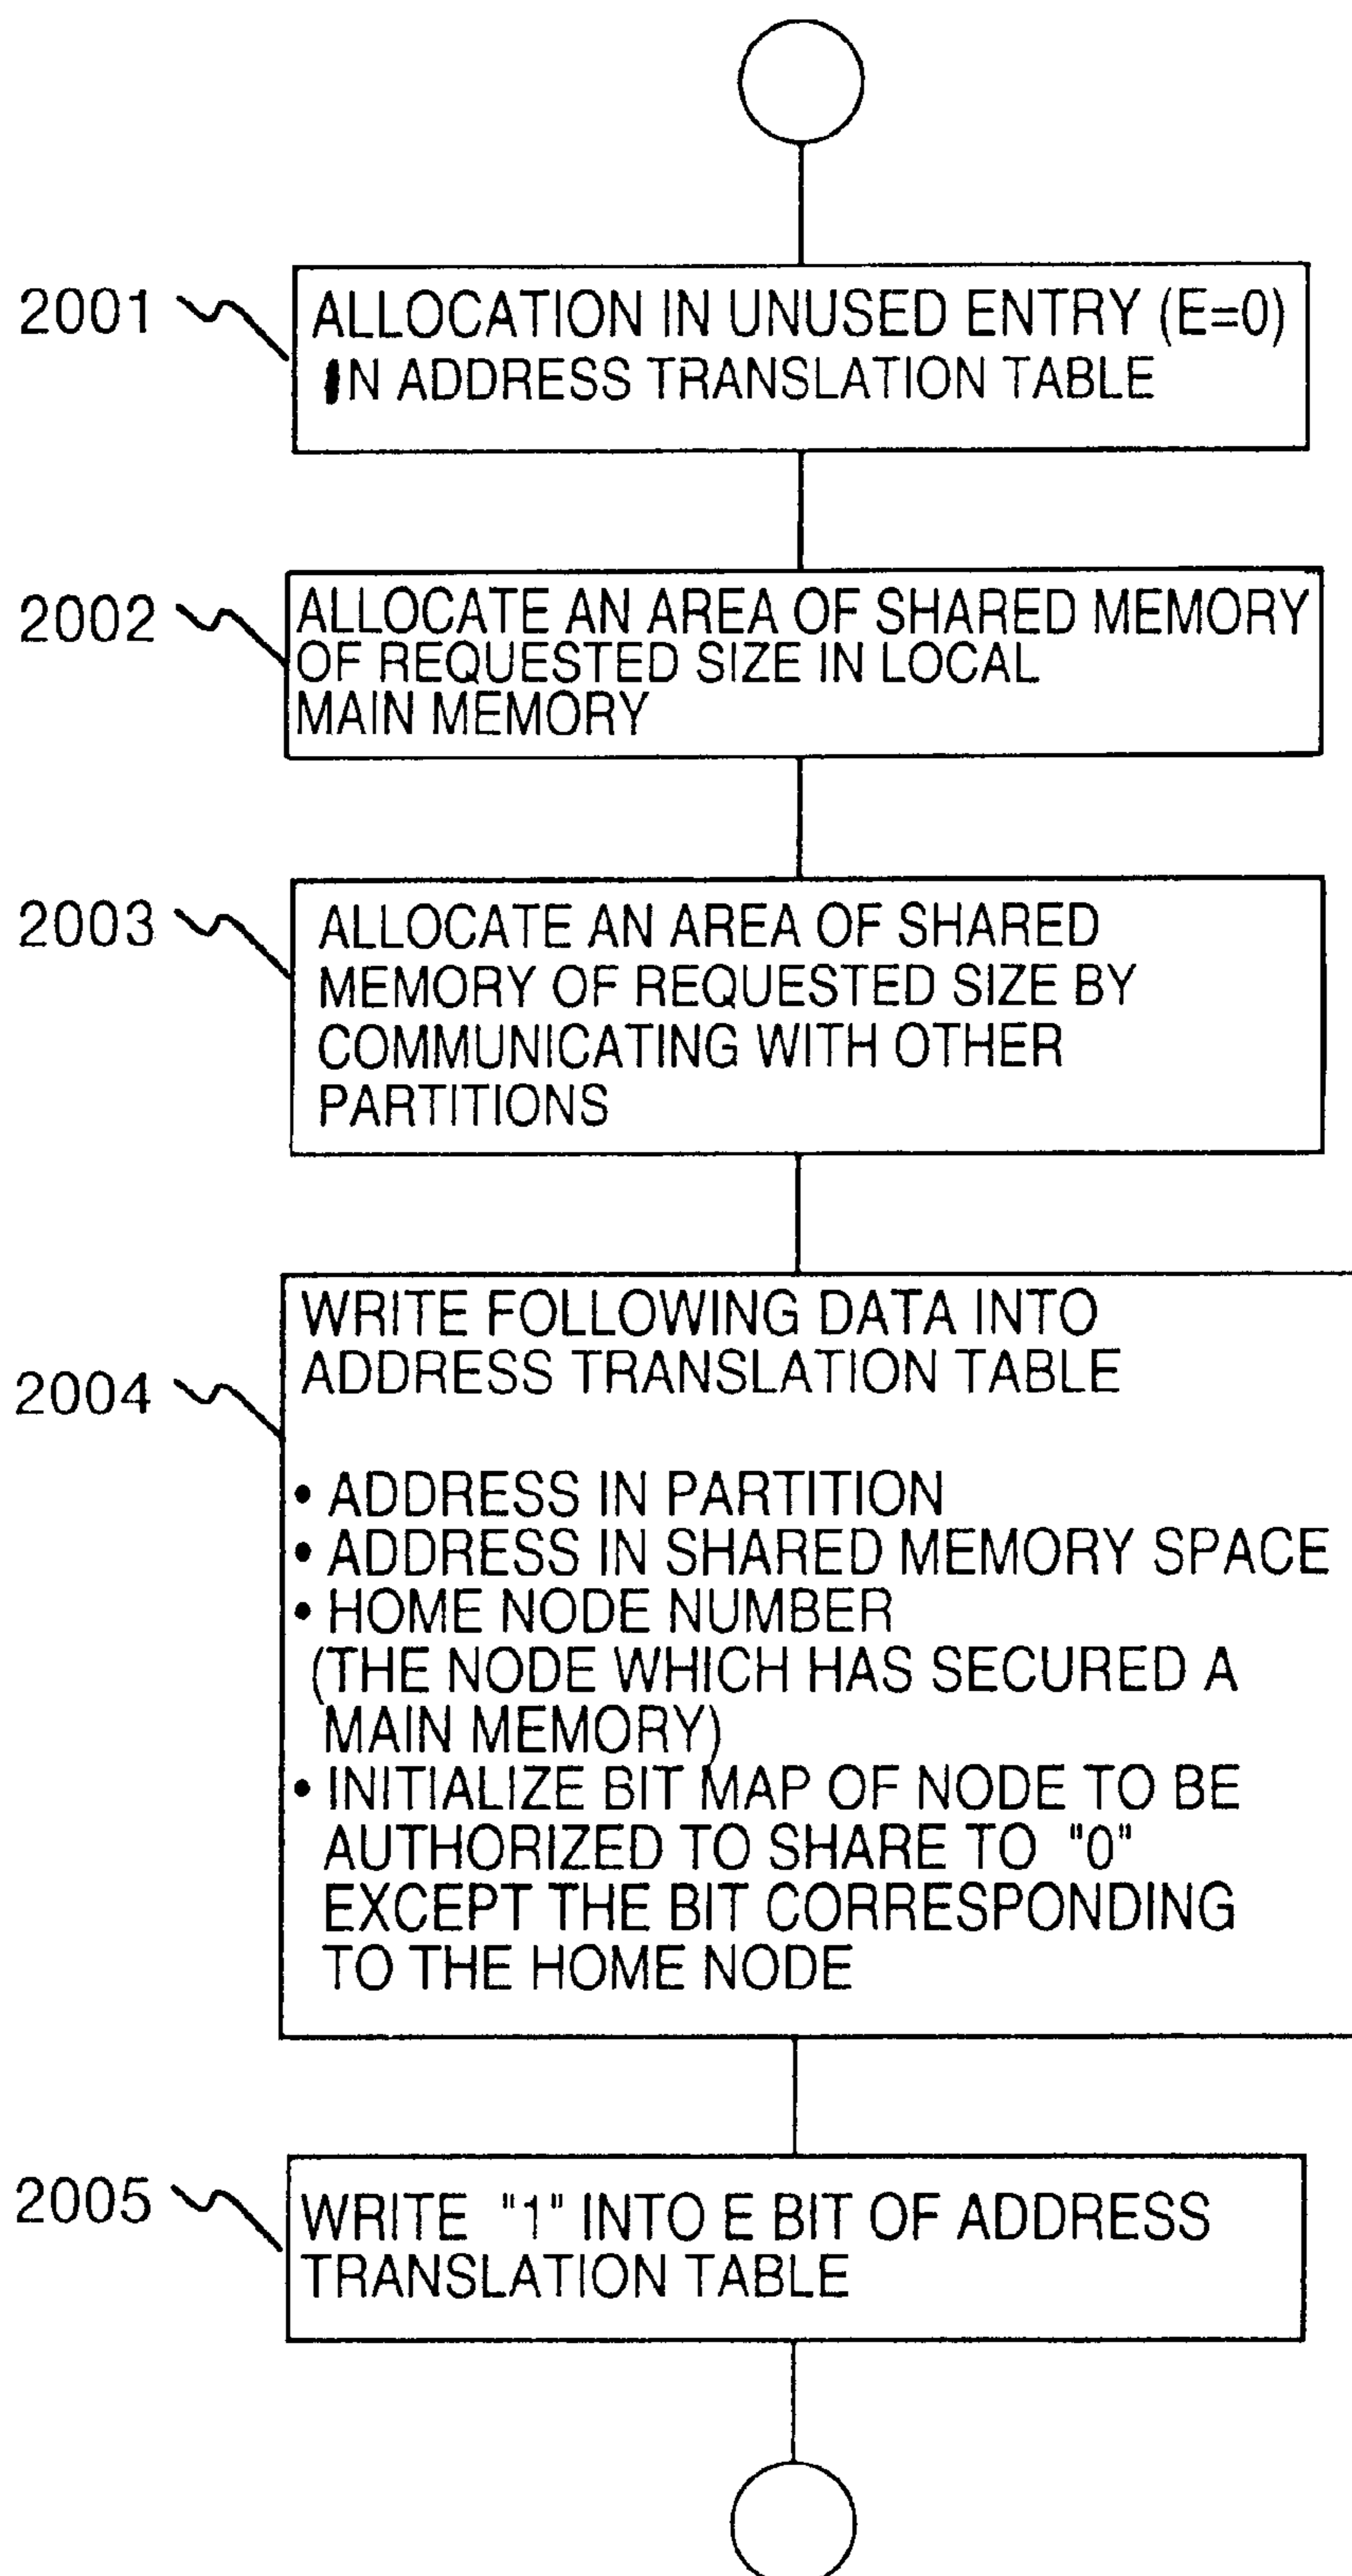 2001
ALLOCATION IN UNUSED ENTRY (E=0)
IN ADDRESS TRANSLATION TABLE
2002
ALLOCATE AN AREA OF SHARED MEMORY
OF REQUESTED SIZE IN LOCAL
MAIN MEMORY
2003
ALLOCATE AN AREA OF SHARED
MEMORY OF REQUESTED SIZE BY
COMMUNICATING WITH OTHER
PARTITIONS
2004
WRITE FOLLOWING DATA INTO
ADDRESS TRANSLATION TABLE
• ADDRESS IN PARTITION
• ADDRESS IN SHARED MEMORY SPACE
• HOME NODE NUMBER
(THE NODE WHICH HAS SECURED A
MAIN MEMORY)
• INITIALIZE BIT MAP OF NODE TO BE
AUTHORIZED TO SHARE TO "0"
EXCEPT THE BIT CORRESPONDING
TO THE HOME NODE
2005
WRITE "1" INTO E BIT OF ADDRESS
TRANSLATION TABLE